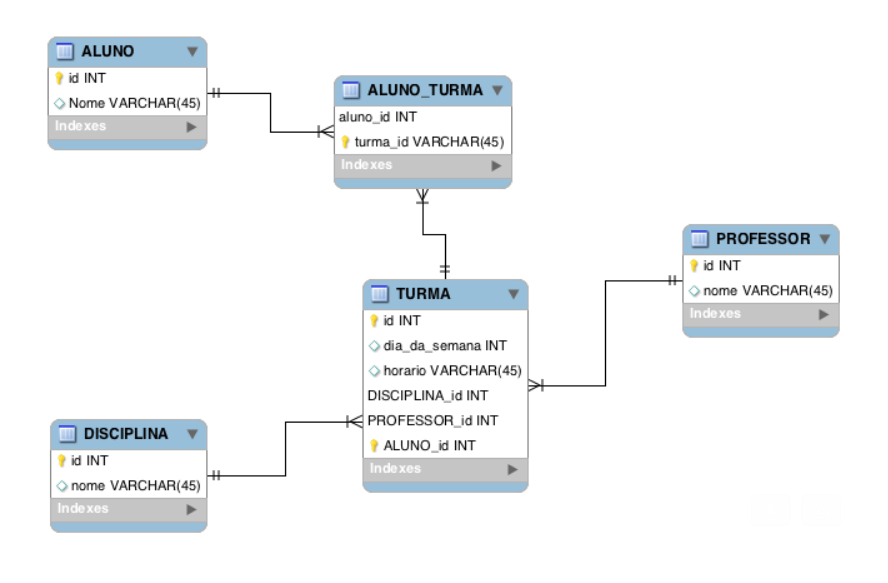 ALUNO
id INT
Nome VARCHAR(45)
Indexes
ALUNO_TURMA
aluno_id INT
turma_id VARCHAR(45)
Indexes
PROFESSOR
id INT
nome VARCHAR(45)
Indexes
TURMA
id INT
dia_da_semana INT
horario VARCHAR(45)
DISCIPLINA_id INT
PROFESSOR_id INT
ALUNO_id INT
Indexes
DISCIPLINA
id INT
nome VARCHAR(45)
Indexes